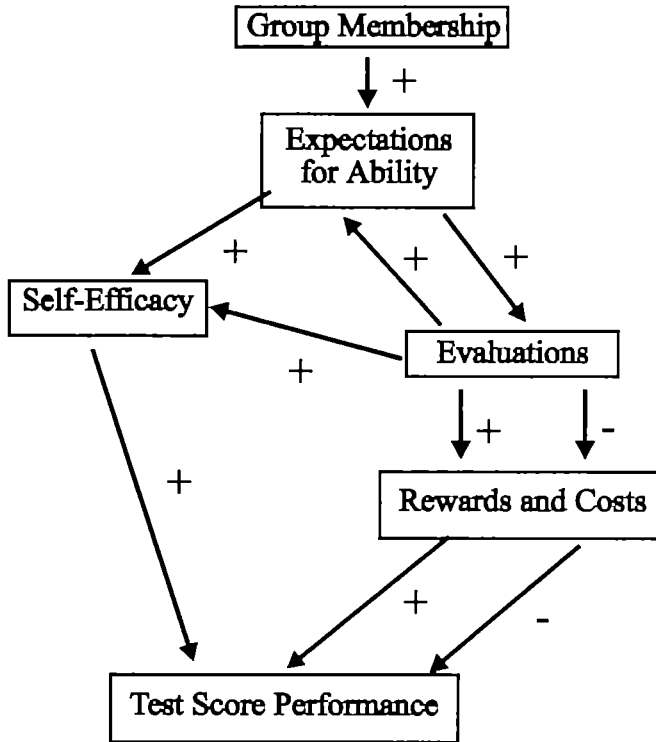 Group Membership
+
Expectations
for Ability
+
+
+
Self-Efficacy
Evaluations
+
+
-
+
Rewards and Costs
+
-
Test Score Performance